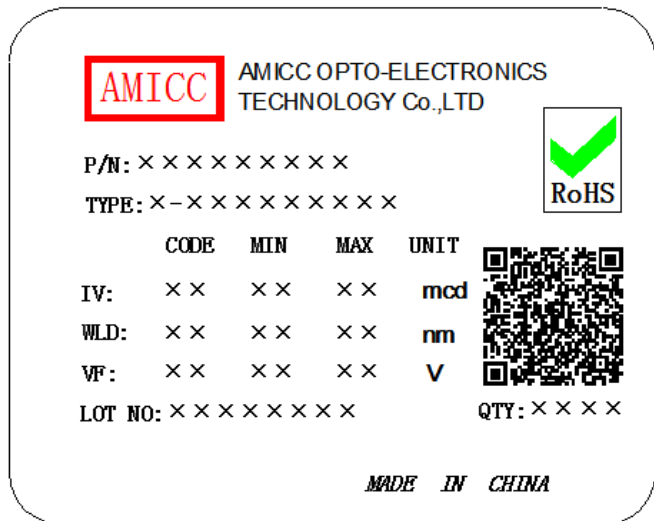 AMICC
AMICC OPTO-ELECTRONICS
TECHNOLOGY Co.,LTD
P/N: × × × × × × × × ×
RoHS
TYPE: ×-× × × × × × × × ×
CODE MIN MAX UNIT
IV: × × × × × × mcd
WLD: × × × × × × nm
VF: × × × × × × V
LOT NO: × × × × × × × × QTY: × × × ×
MADE IN CHINA